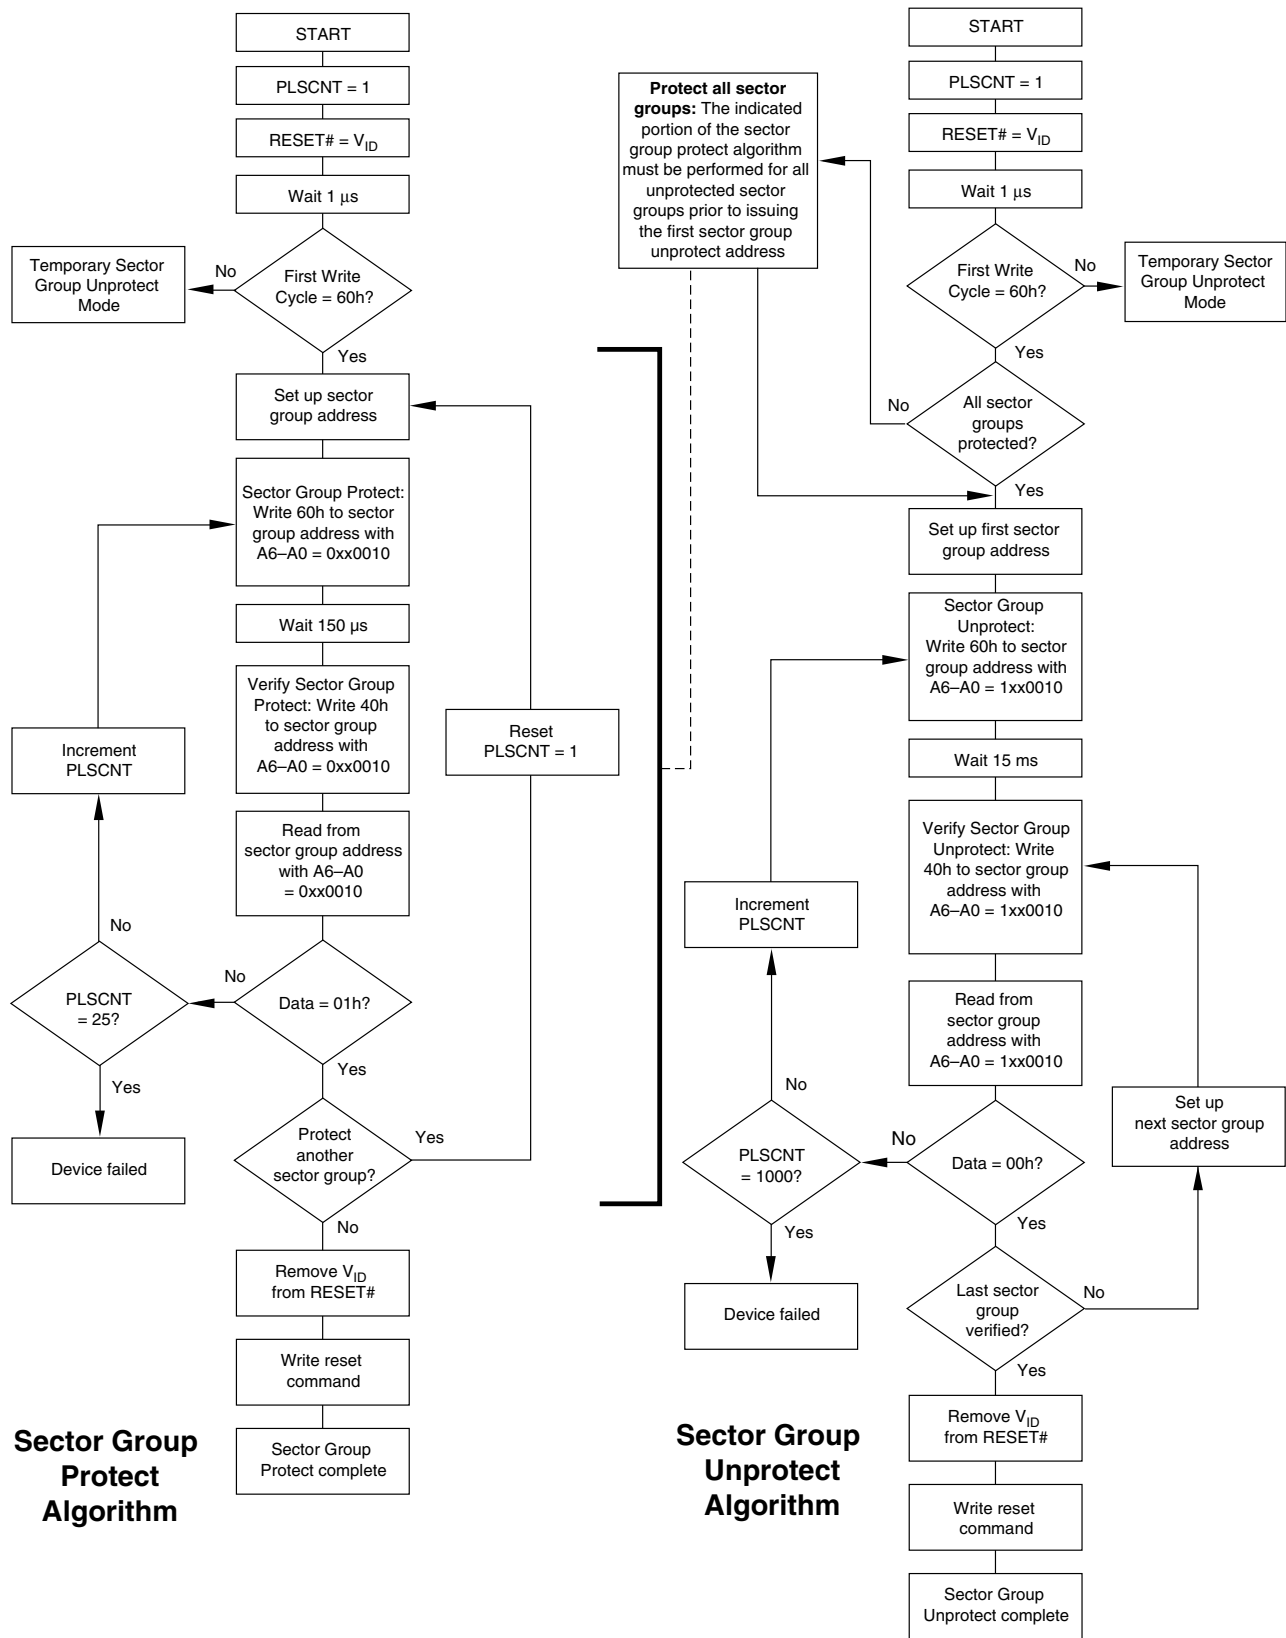 START
PLSCNT = 1
RESET# = VID
Wait 1 μs
First Write
Cycle = 60h?
No
Temporary Sector
Group Unprotect
Mode
Yes
Set up sector
group address
Sector Group Protect:
Write 60h to sector
group address with
A6–A0 = 0xx0010
Wait 150 µs
Verify Sector Group
Protect: Write 40h
to sector group
address with
A6–A0 = 0xx0010
Reset
PLSCNT = 1
Increment
PLSCNT
Read from
sector group address
with A6–A0
= 0xx0010
No
No
PLSCNT
= 25?
Data = 01h?
Yes
Yes
Device failed
Protect
another
sector group?
Yes
No
Remove VID
from RESET#
Write reset
command
Sector Group
Protect complete
Sector Group
Protect
Algorithm
Protect all sector
groups: The indicated
portion of the sector
group protect algorithm
must be performed for all
unprotected sector
groups prior to issuing
the first sector group
unprotect address
START
PLSCNT = 1
RESET# = VID
Wait 1 μs
First Write
Cycle = 60h?
No
Temporary Sector
Group Unprotect
Mode
Yes
No
All sector
groups
protected?
Yes
Set up first sector
group address
Sector Group
Unprotect:
Write 60h to sector
group address with
A6–A0 = 1xx0010
Wait 15 ms
Verify Sector Group
Unprotect: Write
40h to sector group
address with
A6–A0 = 1xx0010
Increment
PLSCNT
Read from
sector group
address with
A6–A0 = 1xx0010
No
No
Set up
next sector group
address
PLSCNT
= 1000?
Data = 00h?
Yes
Yes
Device failed
Last sector
group
verified?
No
Yes
Remove VID
from RESET#
Write reset
command
Sector Group
Unprotect complete
Sector Group
Unprotect
Algorithm